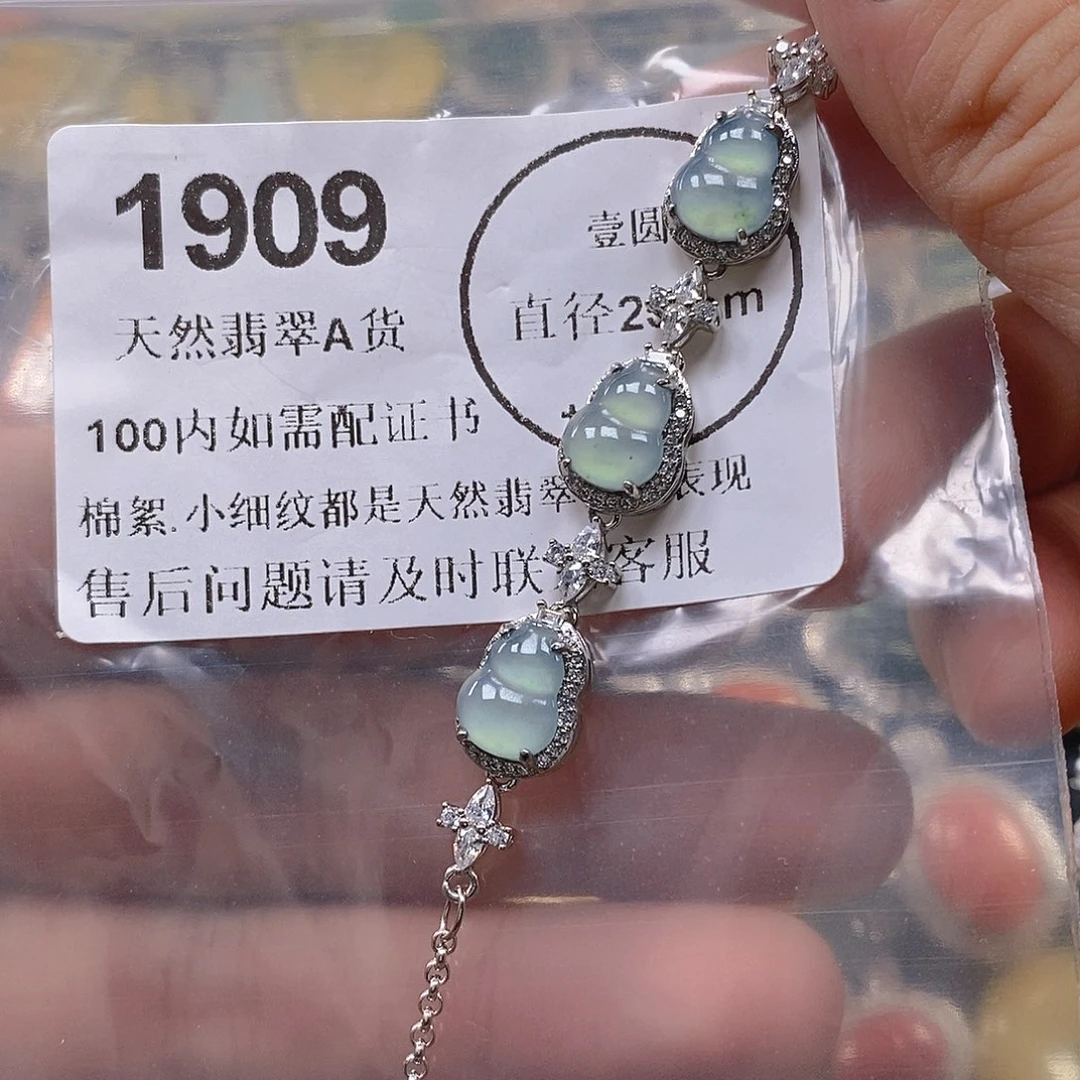 1909
壹圆
天然翡翠A货
直径2
m
100内如需配证书
棉絮.小细纹都是天然翡翠
表现
售后问题请及时联
客服